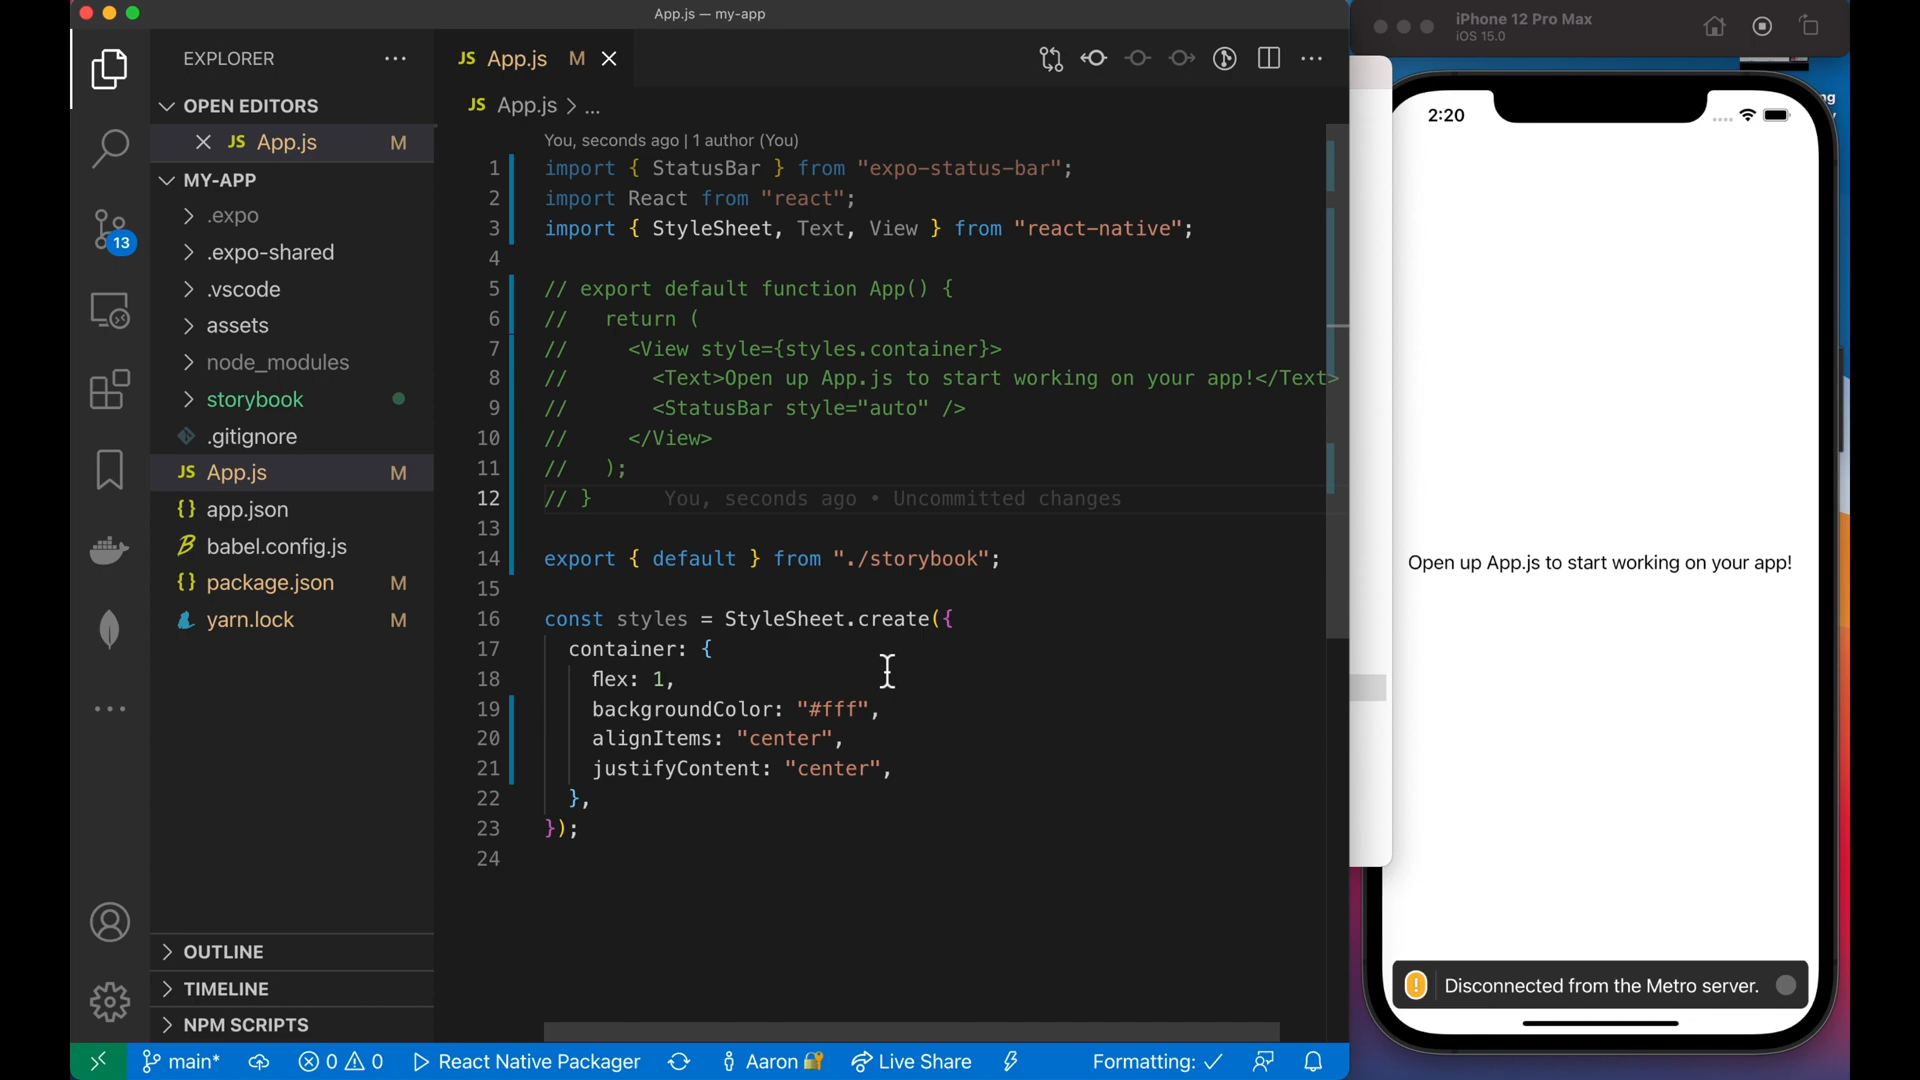 App.js — my-app
EXPLORER
OPEN EDITORS
JS App.js M
MY-APP
.expo
.expo-shared
.vscode
assets
node_modules
storybook
.gitignore
JS App.js M
{} app.json
babel.config.js
{} package.json M
yarn.lock M
OUTLINE
TIMELINE
NPM SCRIPTS
13
JS App.js M
JS App.js > ...
You, seconds ago | 1 author (You)
1 import { StatusBar } from "expo-status-bar";
2 import React from "react";
3 import { StyleSheet, Text, View } from "react-native";
4
5 // export default function App() {
6 //   return (
7 //     <View style={styles.container}>
8 //       <Text>Open up App.js to start working on your app!</Text>
9 //       <StatusBar style="auto" />
10 //     </View>
11 //   );
12 // } You, seconds ago • Uncommitted changes
13
14 export { default } from "./storybook";
15
16 const styles = StyleSheet.create({
17   container: {
18     flex: 1,
19     backgroundColor: "#fff",
20     alignItems: "center",
21     justifyContent: "center",
22   },
23 });
24
main* 0 0 React Native Packager Aaron Live Share Formatting: ✓
iPhone 12 Pro Max
iOS 15.0
2:20
Open up App.js to start working on your app!
Disconnected from the Metro server.